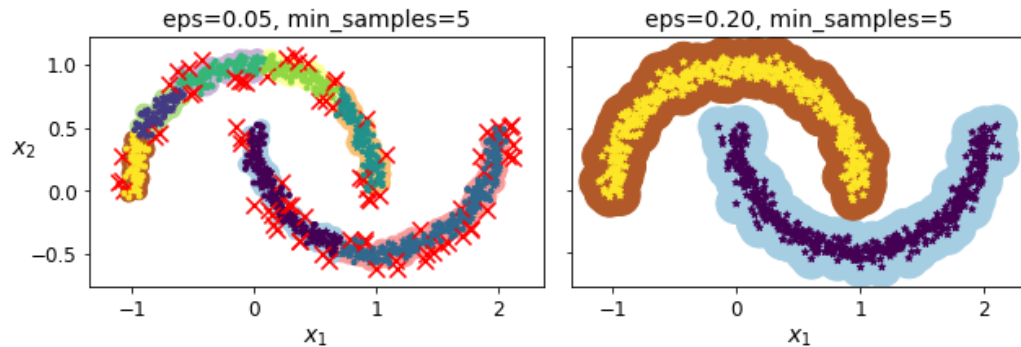 eps=0.05, min_samples=5
eps=0.20, min_samples=5
1.0
0.5
0.0
−0.5
x₂
−1 0 1 2
−1 0 1 2
x₁
x₁